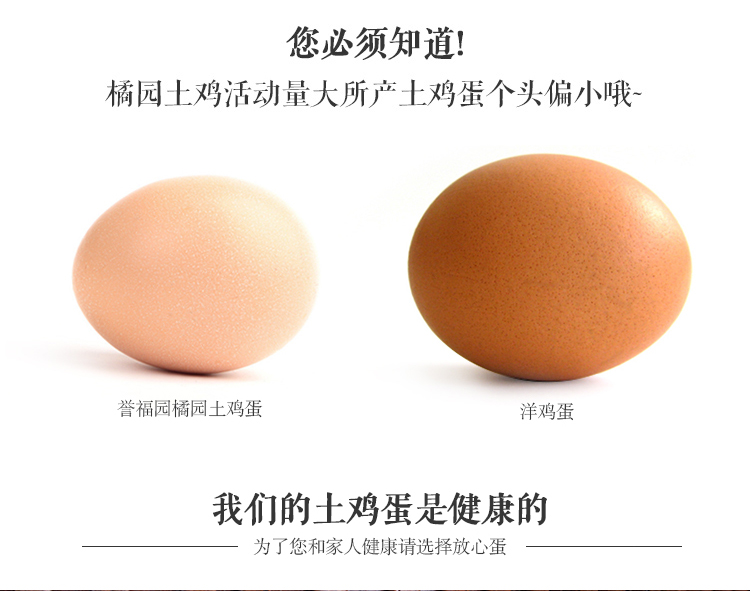 您必须知道!
橘园土鸡活动量大所产土鸡蛋个头偏小哦~
誉福园橘园土鸡蛋
洋鸡蛋
我们的土鸡蛋是健康的
为了您和家人健康请选择放心蛋